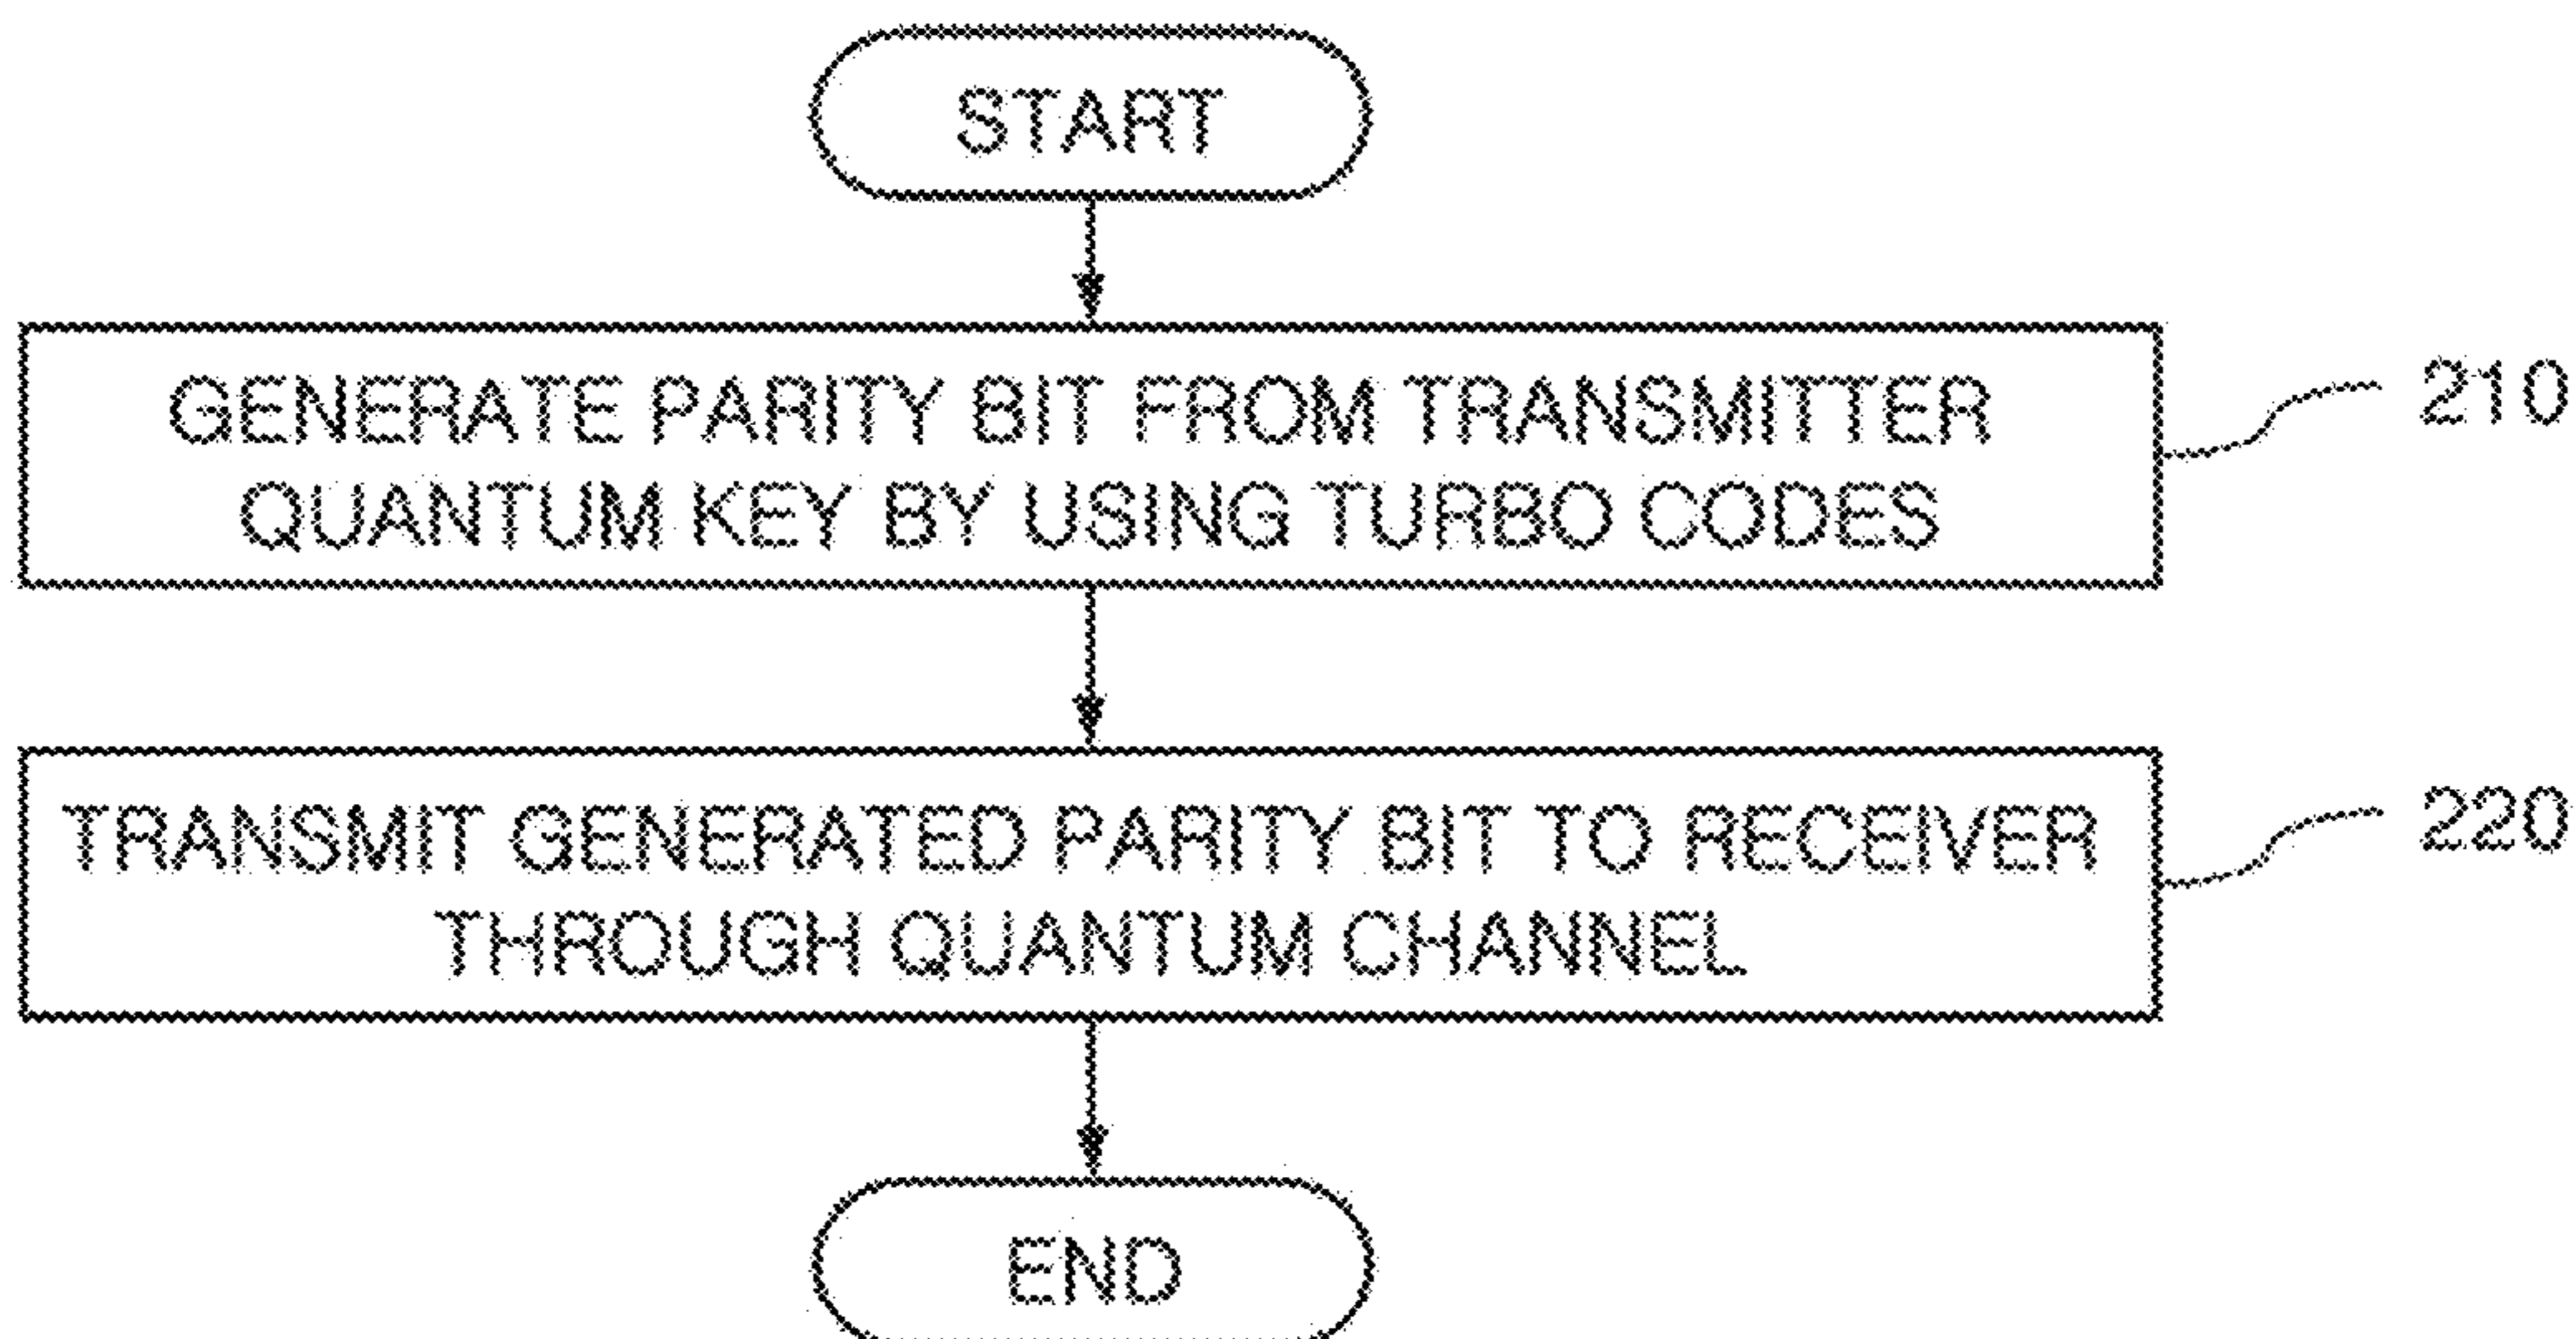 START
GENERATE PARITY BIT FROM TRANSMITTER
QUANTUM KEY BY USING TURBO CODES
210
TRANSMIT GENERATED PARITY BIT TO RECEIVER
THROUGH QUANTUM CHANNEL
220
END